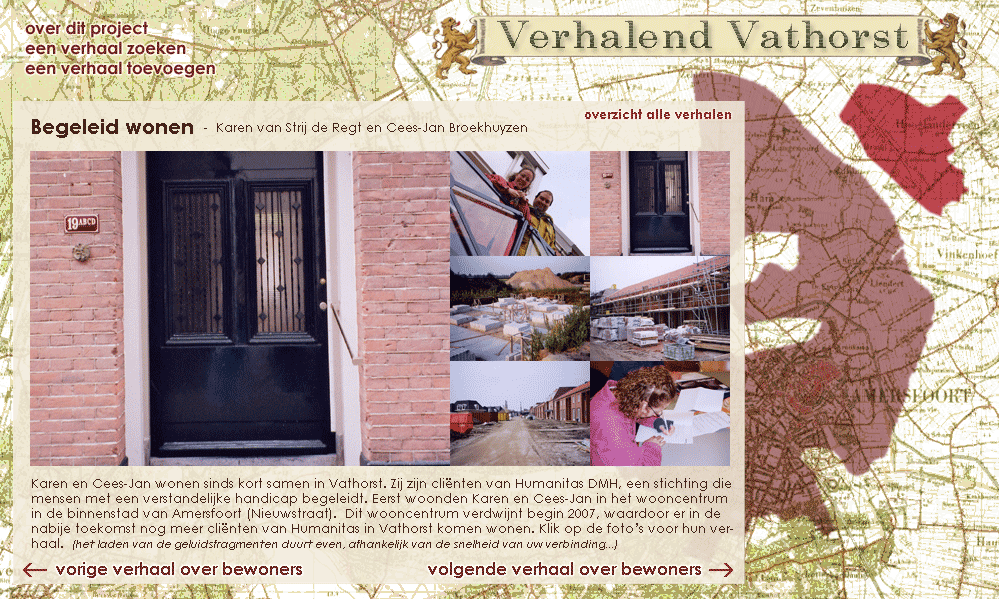 over dit project
een verhaal zoeken
een verhaal toevoegen
Verhalend Vathorst
overzicht alle verhalen
Begeleid wonen - Karen van Strij de Regt en Cees-Jan Broekhuyzen
19ABCD
Karen en Cees-Jan wonen sinds kort samen in Vathorst. Zij zijn cliënten van Humanitas DMH, een stichting die
mensen met een verstandelijke handicap begeleidt. Eerst woonden Karen en Cees-Jan in het wooncentrum
in de binnenstad van Amersfoort (Nieuwstraat). Dit wooncentrum verdwijnt begin 2007, waardoor er in de
nabije toekomst nog meer cliënten van Humanitas in Vathorst komen wonen. Klik op de foto's voor hun ver-
haal. (het laden van de geluidsfragmenten duurt even, afhankelijk van de snelheid van uw verbinding...)
← vorige verhaal over bewoners
volgende verhaal over bewoners →
AMERSFOORT